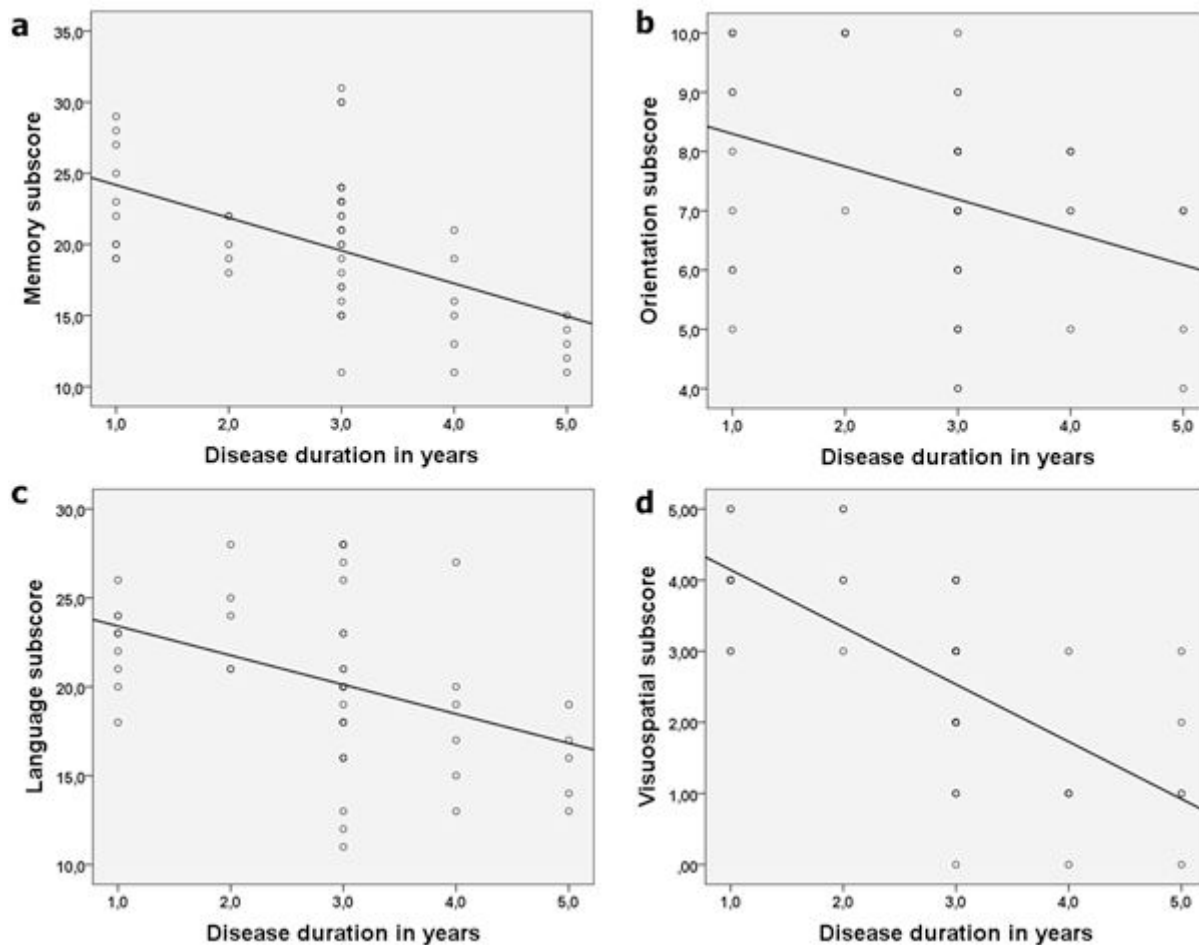 a
Memory subscore
35,0
30,0
25,0
20,0
15,0
10,0
1,0 2,0 3,0 4,0 5,0
Disease duration in years
b
Orientation subscore
10,0
9,0
8,0
7,0
6,0
5,0
4,0
1,0 2,0 3,0 4,0 5,0
Disease duration in years
c
Language subscore
30,0
25,0
20,0
15,0
10,0
1,0 2,0 3,0 4,0 5,0
Disease duration in years
d
Visuospatial subscore
5,00
4,00
3,00
2,00
1,00
,00
1,0 2,0 3,0 4,0 5,0
Disease duration in years